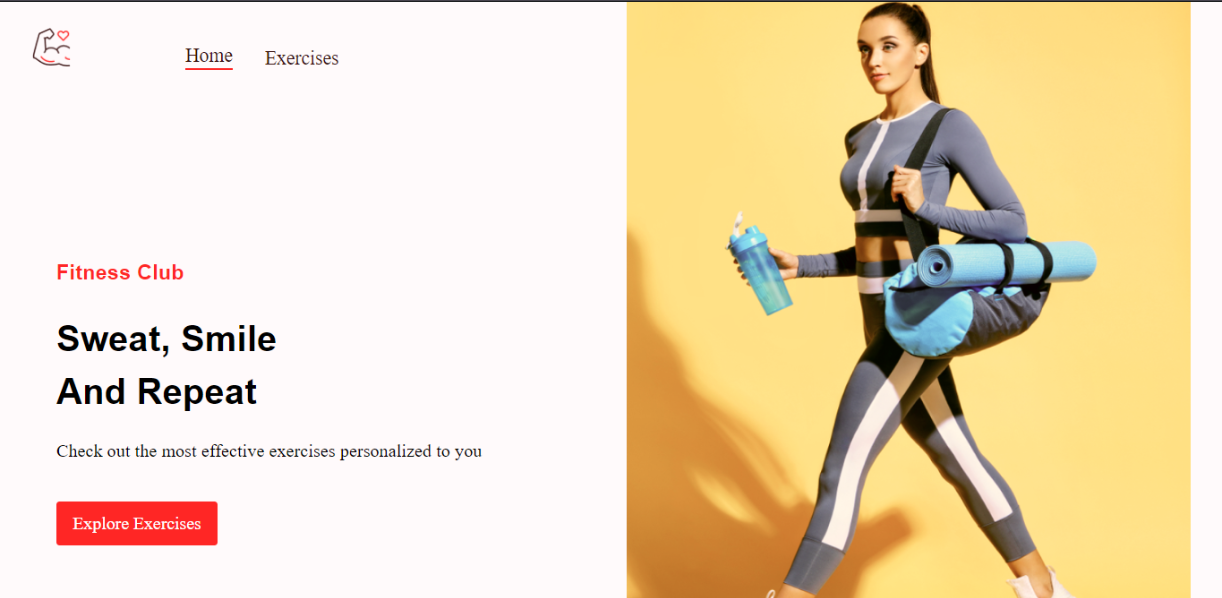 Home Exercises
Fitness Club
Sweat, Smile
And Repeat
Check out the most effective exercises personalized to you
Explore Exercises